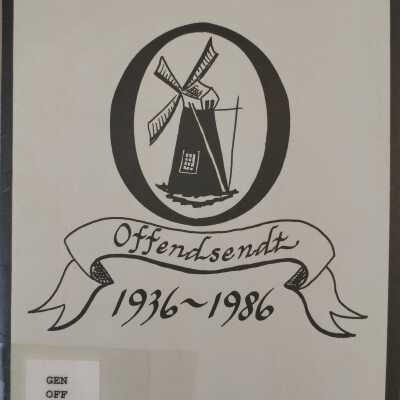 O
Offendsendt
1936~1986
GEN
OFF